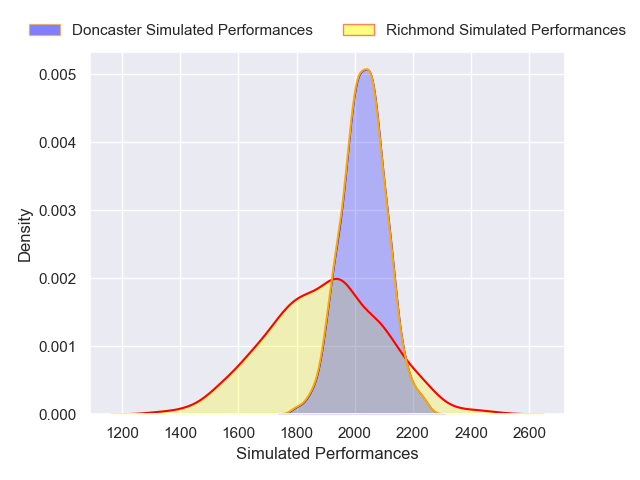 Doncaster Simulated Performances Richmond Simulated Performances
0.005
0.004
0.003
0.002
0.001
0.000
Density
1200 1400 1600 1800 2000 2200 2400 2600
Simulated Performances